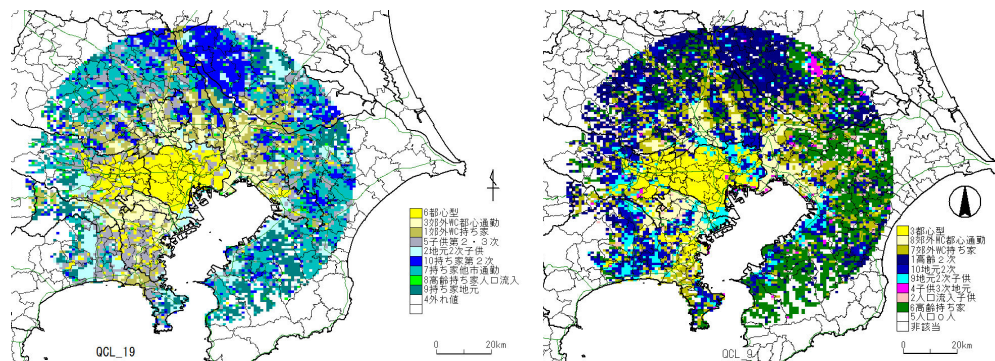 6都心型
3郊外WC都心通勤
1郊外WC持ち家
5子供第2・3次
2地元2次子供
10持ち家第2次
7持ち家他市通勤
8高齢持ち家人口流入
9持ち家地元
4外れ値
QCL_19
0 20km
3都心型
8郊外WC都心通勤
7郊外WC持ち家
1高齢2次
10地元2次
9地元2次子供
4子供3次地元
2人口流入子供
6高齢持ち家
5人口0人
非該当
QCL_9
0 20km